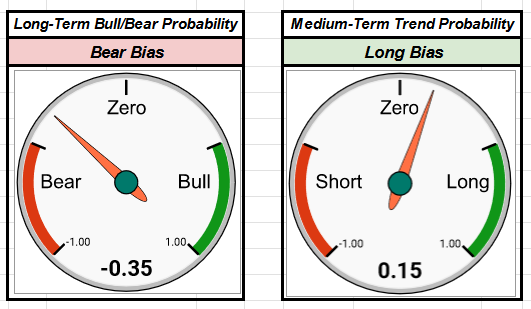 Long-Term Bull/Bear Probability
Bear Bias
Zero
Bear
Bull
-1.00
1.00
-0.35
Medium-Term Trend Probability
Long Bias
Zero
Short
Long
-1.00
1.00
0.15